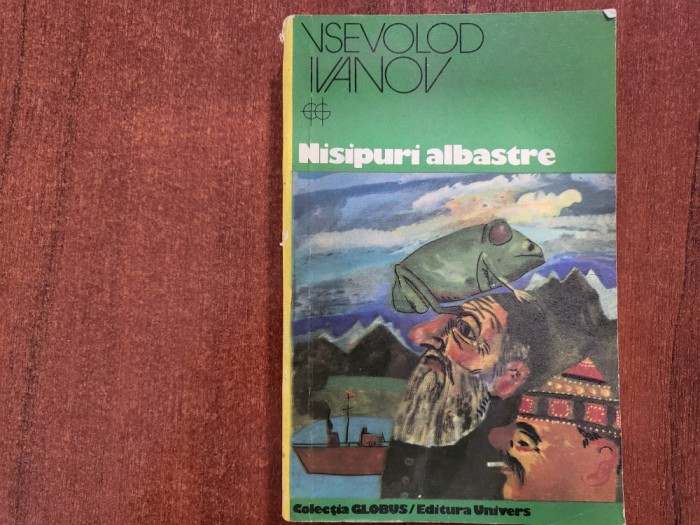 VSEVOLOD
IVANOV
Nisipuri albastre
Colecția GLOBUS/Editura Univers